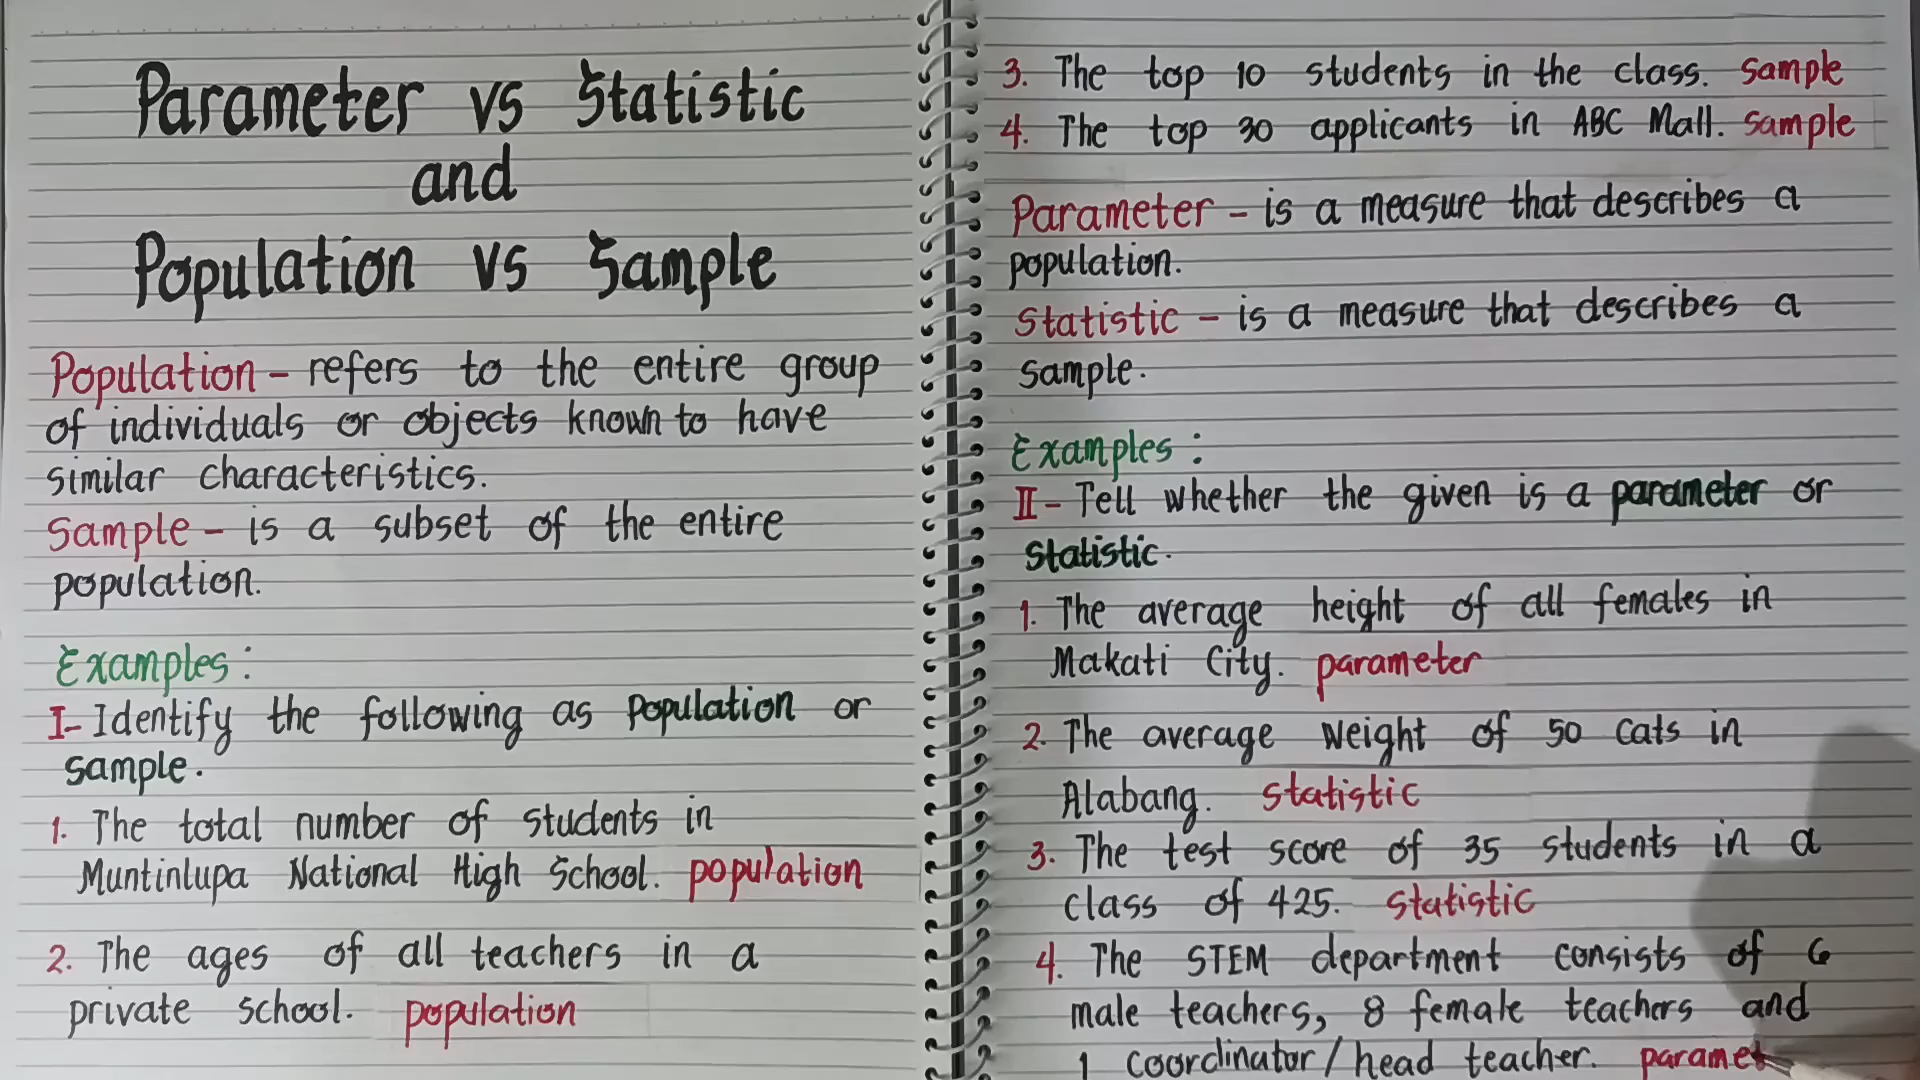 Parameter vs Statistic
and
Population vs Sample
Population - refers to the entire group
of individuals or objects known to have
similar characteristics.
Sample - is a subset of the entire
population.
Examples:
I- Identify the following as population or
sample.
1. The total number of students in
Muntinlupa National High School. population
2. The ages of all teachers in a
private school. population
3. The top 10 students in the class. sample
4. The top 30 applicants in ABC Mall. sample
Parameter - is a measure that describes a
population.
Statistic - is a measure that describes a
sample.
Examples:
II- Tell whether the given is a parameter or
statistic.
1. The average height of all females in
Makati City. parameter
2. The average weight of 50 cats in
Alabang. statistic
3. The test score of 35 students in a
class of 425. statistic
4. The STEM department consists of 6
male teachers, 8 female teachers and
1 coordinator/head teacher. paramet